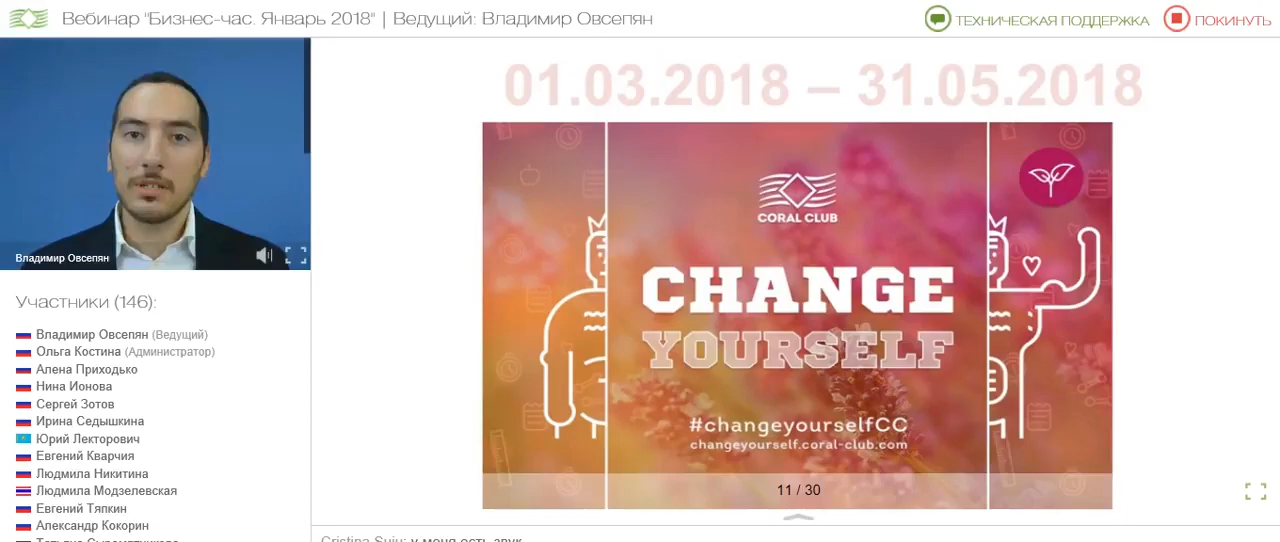 Вебинар "Бизнес-час. Январь 2018" | Ведущий: Владимир Овсепян
ТЕХНИЧЕСКАЯ ПОДДЕРЖКА
ПОКИНУТЬ
Владимир Овсепян
Участники (146):
Владимир Овсепян (Ведущий)
Ольга Костина (Администратор)
Алена Приходько
Нина Ионова
Сергей Зотов
Ирина Седышкина
Юрий Лекторович
Евгений Кварчия
Людмила Никитина
Людмила Модзелевская
Евгений Тяпкин
Александр Кокорин
01.03.2018 – 31.05.2018
CORAL CLUB
CHANGE
YOURSELF
#changeyourselfCC
changeyourself.coral-club.com
11 / 30
у меня есть звук